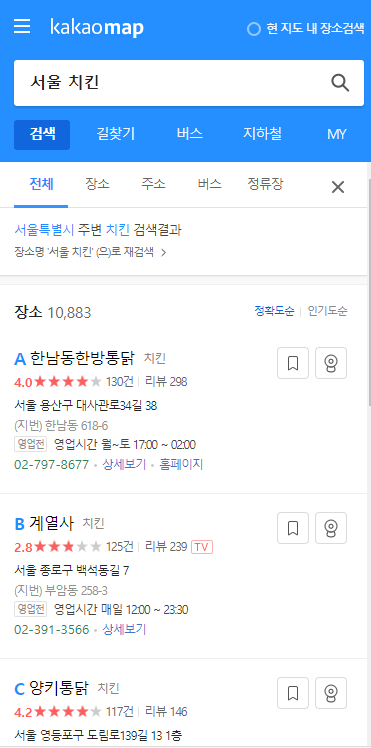 kakaomap
현 지도 내 장소검색
서울 치킨
검색 길찾기 버스 지하철 MY
전체 장소 주소 버스 정류장
서울특별시 주변 치킨 검색결과
장소명 '서울 치킨' (으)로 재검색
장소 10,883
정확도순 인기도순
A 한남동한방통닭 치킨
4.0 130건 리뷰 298
서울 용산구 대사관로34길 38
(지번) 한남동 618-6
영업전 영업시간 월~토 17:00 ~ 02:00
02-797-8677 상세보기 홈페이지
B 계열사 치킨
2.8 125건 리뷰 239 TV
서울 종로구 백석동길 7
(지번) 부암동 258-3
영업전 영업시간 매일 12:00 ~ 23:30
02-391-3566 상세보기
C 양키통닭 치킨
4.2 117건 리뷰 146
서울 영등포구 도림로139길 13 1층